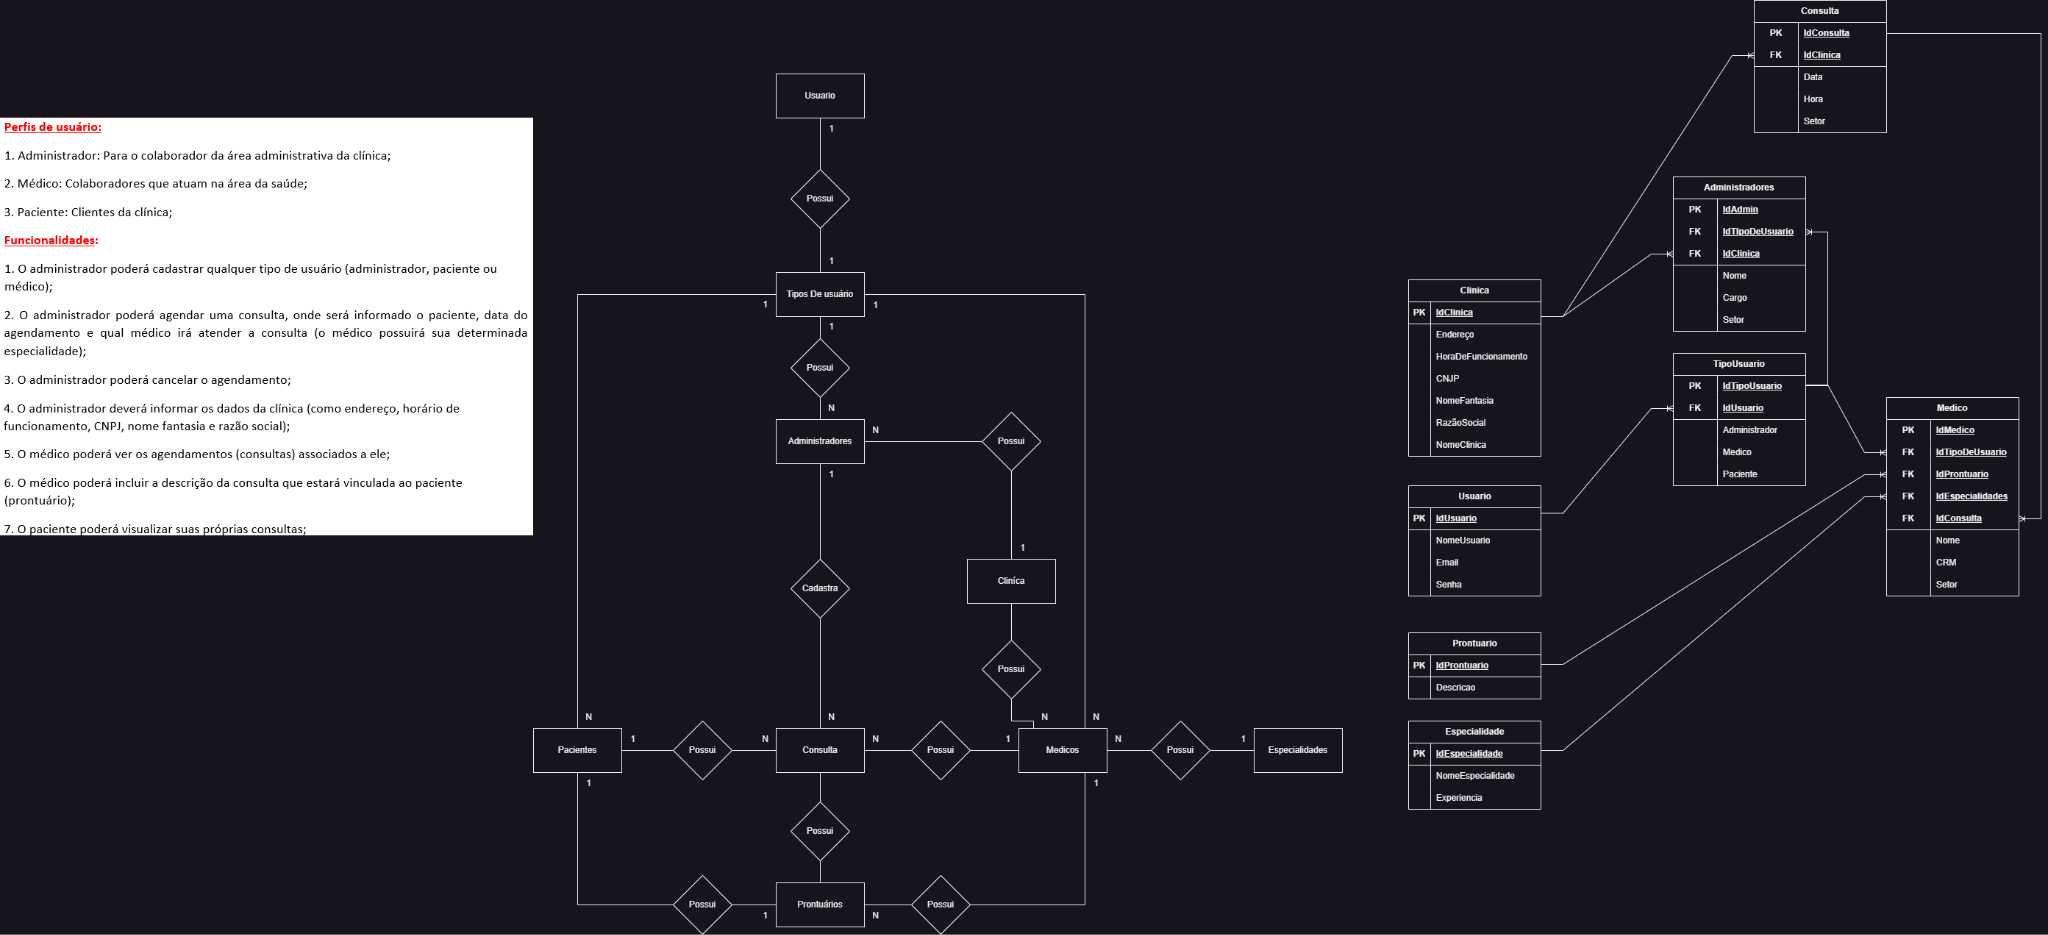 Perfis de usuário:
1. Administrador: Para o colaborador da área administrativa da clínica;
2. Médico: Colaboradores que atuam na área da saúde;
3. Paciente: Clientes da clínica;
Funcionalidades:
1. O administrador poderá cadastrar qualquer tipo de usuário (administrador, paciente ou
médico);
2. O administrador poderá agendar uma consulta, onde será informado o paciente, data do
agendamento e qual médico irá atender a consulta (o médico possuirá sua determinada
especialidade);
3. O administrador poderá cancelar o agendamento;
4. O administrador deverá informar os dados da clínica (como endereço, horário de
funcionamento, CNPJ, nome fantasia e razão social);
5. O médico poderá ver os agendamentos (consultas) associados a ele;
6. O médico poderá incluir a descrição da consulta que estará vinculada ao paciente
(prontuário);
7. O paciente poderá visualizar suas próprias consultas;
Usuario
1
Possui
1
Tipos De usuário
1
1
1
Possui
N
Administradores
N
Possui
1
1
Cliníca
Cadastra
Possui
N
N
N
N
Pacientes
1
Possui
N
Consulta
N
Possui
1
Medicos
N
Possui
1
Especialidades
1
1
Possui
Possui
1
Prontuários
N
Possui
Consulta
PK IdConsulta
FK IdClinica
Data
Hora
Setor
Administradores
PK IdAdmin
FK IdTIpoDeUsuario
FK IdClinica
Nome
Cargo
Setor
Clinica
PK IdClinica
Endereço
HoraDeFuncionamento
CNJP
NomeFantasia
RazãoSocial
NomeClinica
TipoUsuario
PK IdTipoUsuario
FK IdUsuario
Administrador
Medico
Paciente
Medico
PK IdMedico
FK IdTipoDeUsuario
FK IdProntuario
FK IdEspecialidades
FK IdConsulta
Nome
CRM
Setor
Usuario
PK IdUsuario
NomeUsuario
Email
Senha
Prontuario
PK IdProntuario
Descricao
Especialidade
PK IdEspecialidade
NomeEspecialidade
Experiencia